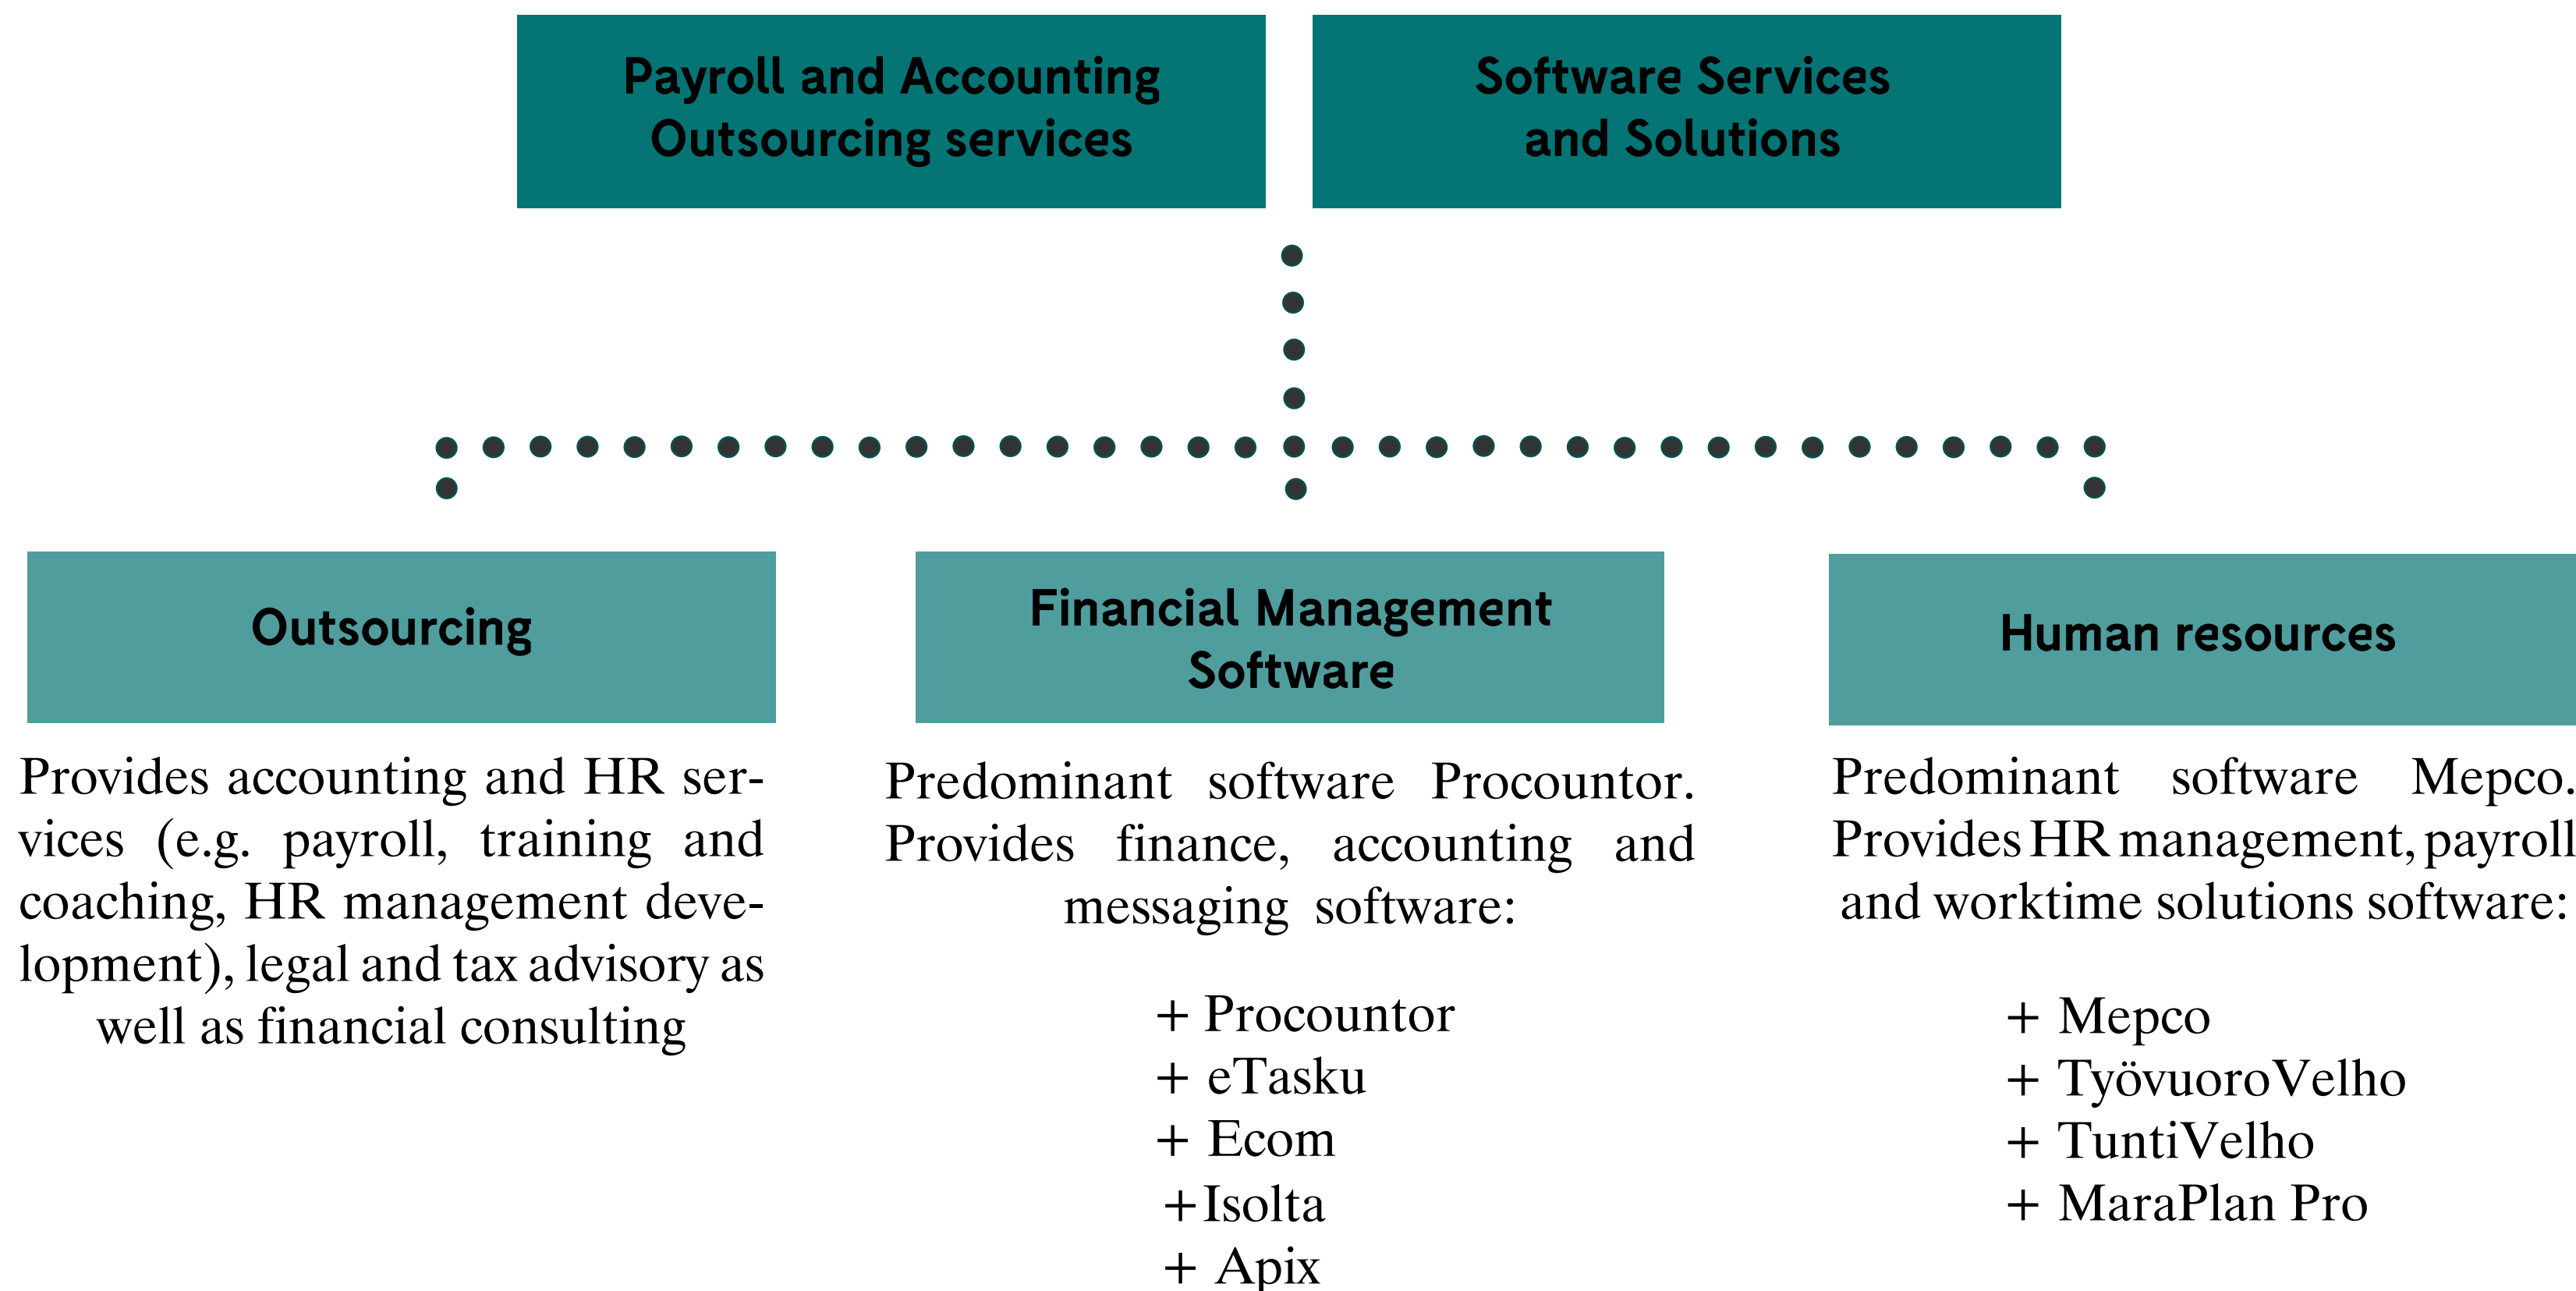 Payroll and Accounting
Outsourcing services
Software Services
and Solutions
Outsourcing
Provides accounting and HR ser-
vices (e.g. payroll, training and
coaching, HR management deve-
lopment), legal and tax advisory as
well as financial consulting
Financial Management
Software
Predominant software Procountor.
Provides finance, accounting and
messaging software:
+ Procountor
+ eTasku
+ Ecom
+Isolta
+ Apix
Human resources
Predominant software Mepco.
Provides HR management, payroll
and worktime solutions software:
+ Mepco
+ TyövuoroVelho
+ TuntiVelho
+ MaraPlan Pro